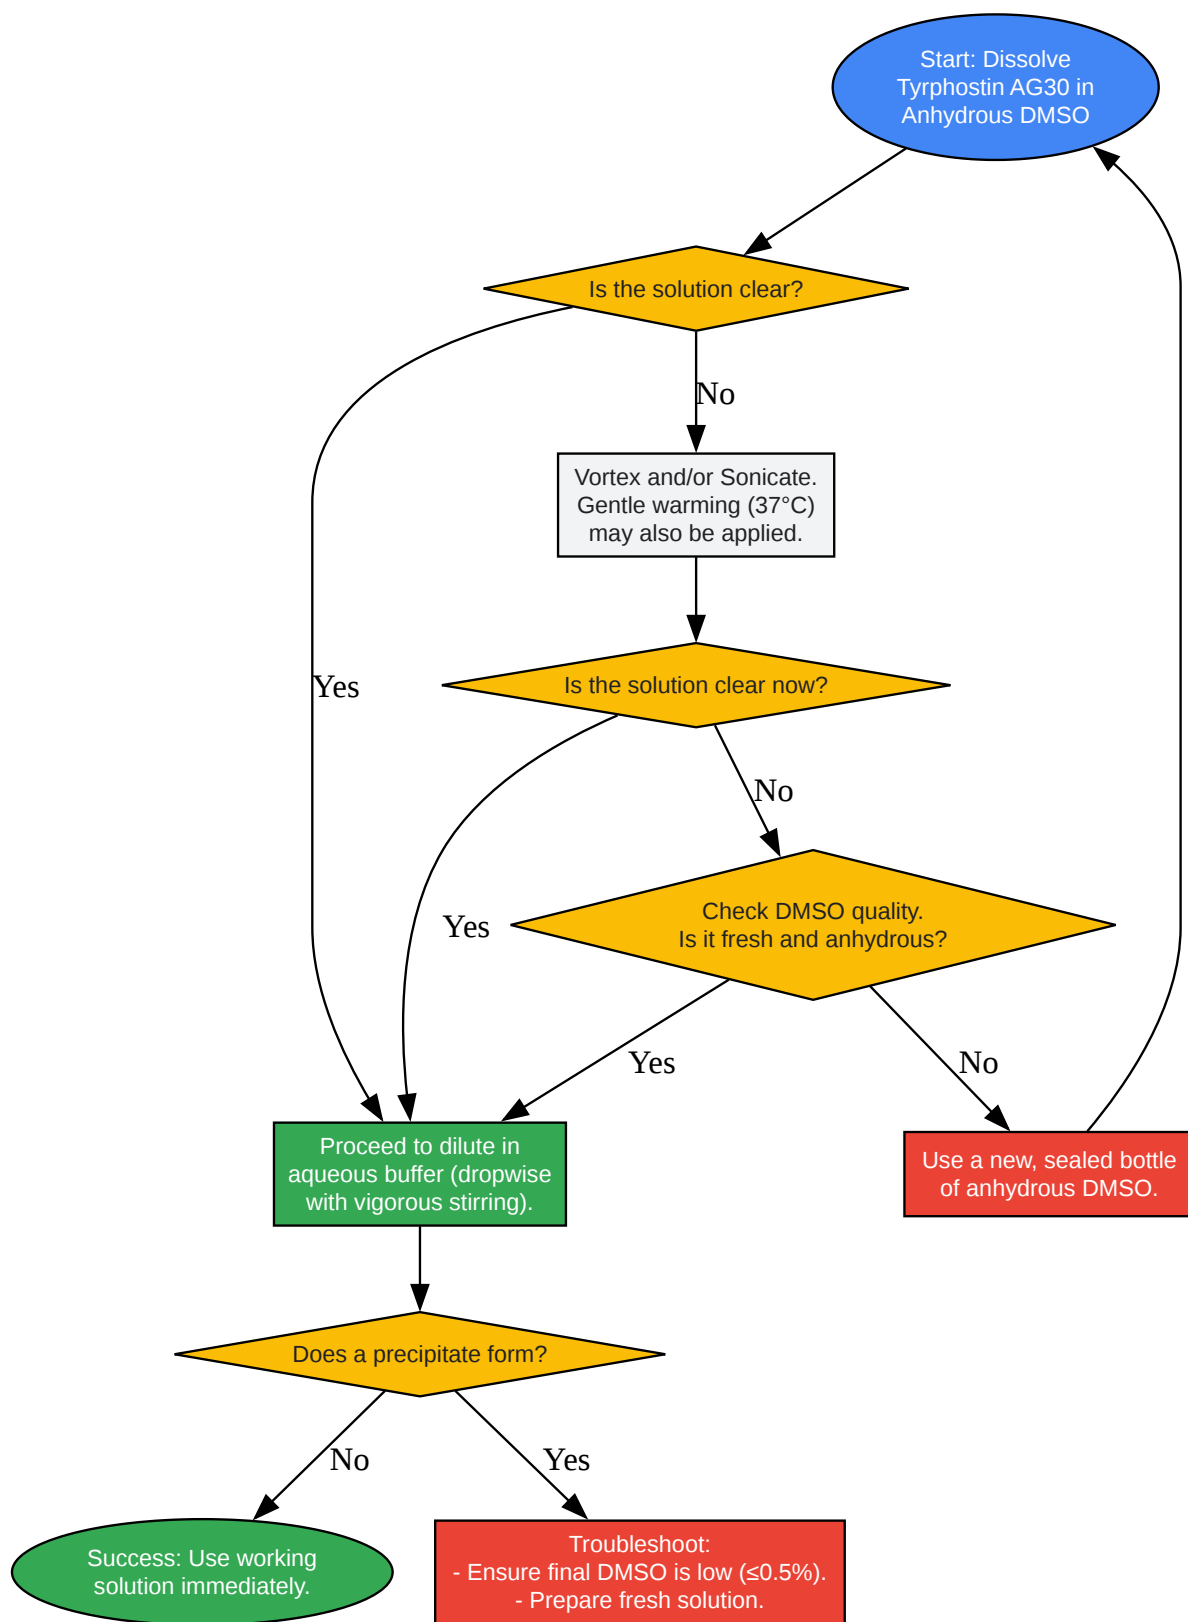 Start: Dissolve
Tyrphostin AG30 in
Anhydrous DMSO
Is the solution clear?
No
Vortex and/or Sonicate.
Gentle warming (37°C)
may also be applied.
Yes
Is the solution clear now?
No
Yes
Check DMSO quality.
Is it fresh and anhydrous?
Yes
No
Proceed to dilute in
aqueous buffer (dropwise
with vigorous stirring).
Use a new, sealed bottle
of anhydrous DMSO.
Does a precipitate form?
No
Yes
Success: Use working
solution immediately.
Troubleshoot:
- Ensure final DMSO is low (≤0.5%).
- Prepare fresh solution.